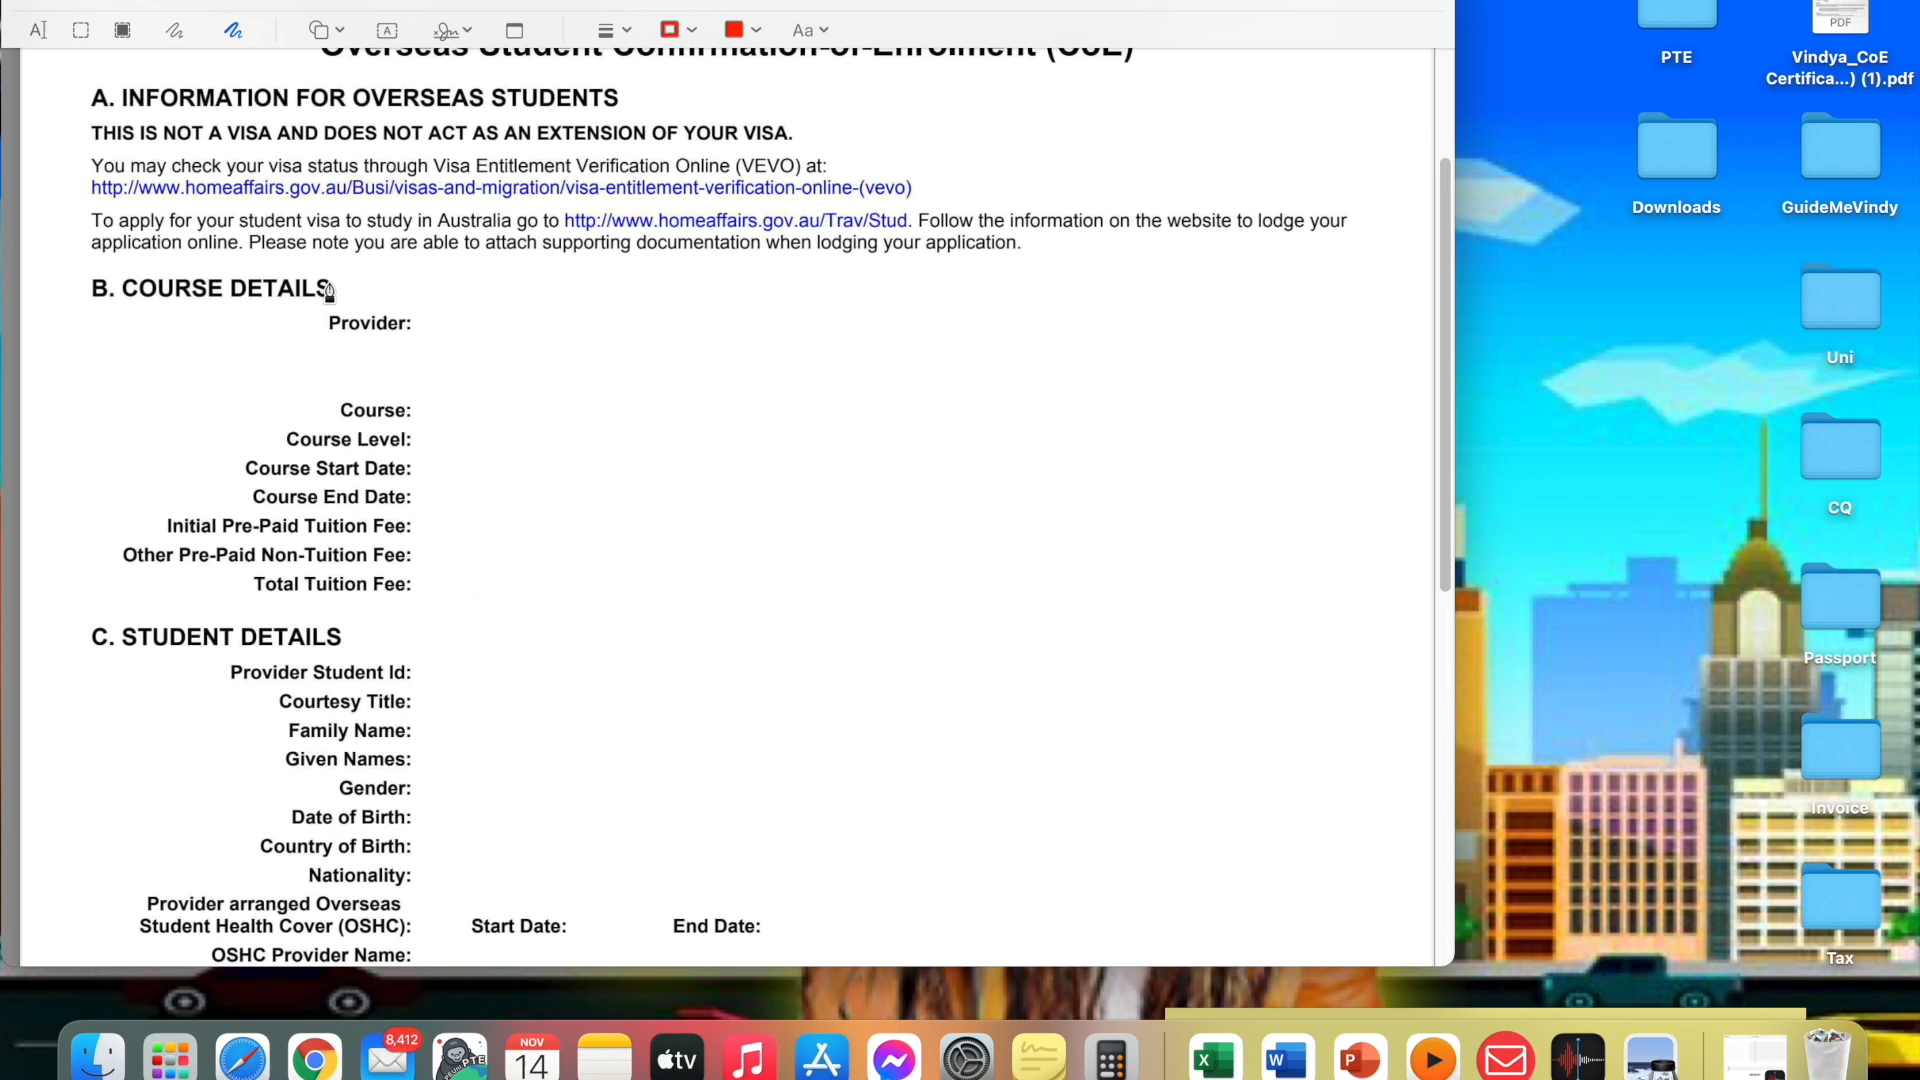 Aa
Overseas Student Confirmation-of-Enrolment (CoE)
A. INFORMATION FOR OVERSEAS STUDENTS
THIS IS NOT A VISA AND DOES NOT ACT AS AN EXTENSION OF YOUR VISA.
You may check your visa status through Visa Entitlement Verification Online (VEVO) at:
http://www.homeaffairs.gov.au/Busi/visas-and-migration/visa-entitlement-verification-online-(vevo)
To apply for your student visa to study in Australia go to http://www.homeaffairs.gov.au/Trav/Stud. Follow the information on the website to lodge your
application online. Please note you are able to attach supporting documentation when lodging your application.
B. COURSE DETAILS
Provider:
Course:
Course Level:
Course Start Date:
Course End Date:
Initial Pre-Paid Tuition Fee:
Other Pre-Paid Non-Tuition Fee:
Total Tuition Fee:
C. STUDENT DETAILS
Provider Student Id:
Courtesy Title:
Family Name:
Given Names:
Gender:
Date of Birth:
Country of Birth:
Nationality:
Provider arranged Overseas
Student Health Cover (OSHC): Start Date: End Date:
OSHC Provider Name:
PDF
PTE
Vindya_CoE
Certifica...) (1).pdf
Downloads
GuideMeVindy
Uni
CQ
Passport
Invoice
Tax
8,412
PTE
NOV
14
tv
X
W
P